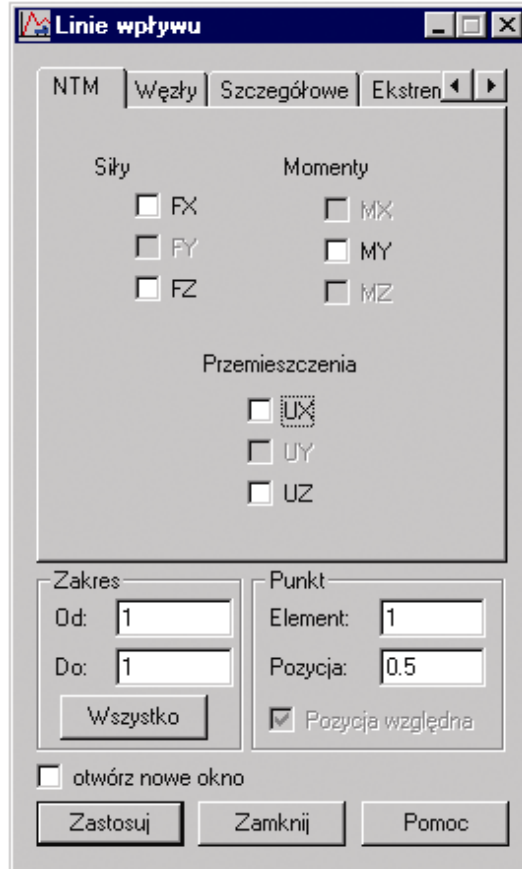 Linie wpływu
NTM Węzły Szczegółowe Ekstrem
Siły Momenty
FX MX
FY MY
FZ MZ
Przemieszczenia
UX
UY
UZ
Zakres Punkt
Od: 1 Element: 1
Do: 1 Pozycja: 0.5
Wszystko Pozycja względna
otwórz nowe okno
Zastosuj Zamknij Pomoc